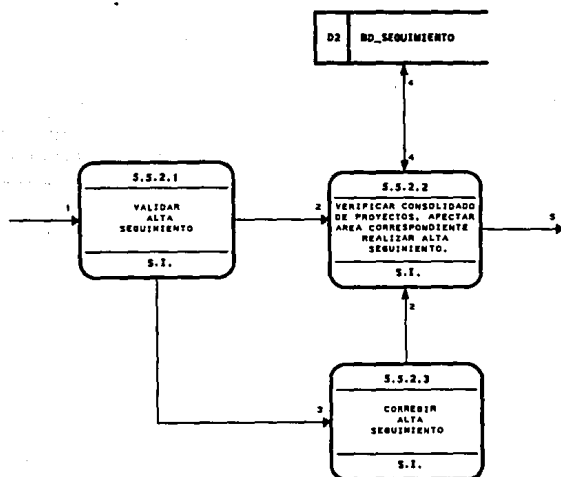 D2 BD_SEGUIMIENTO
4
4
5.5.2.1
VALIDAR
ALTA
SEGUIMIENTO
S.I.
1
2
5.5.2.2
VERIFICAR CONSOLIDADO
DE PROYECTOS, AFECTAR
AREA CORRESPONDIENTE
REALIZAR ALTA
SEGUIMIENTO.
S.I.
5
2
3
5.5.2.3
CORREGIR
ALTA
SEGUIMIENTO
S.I.